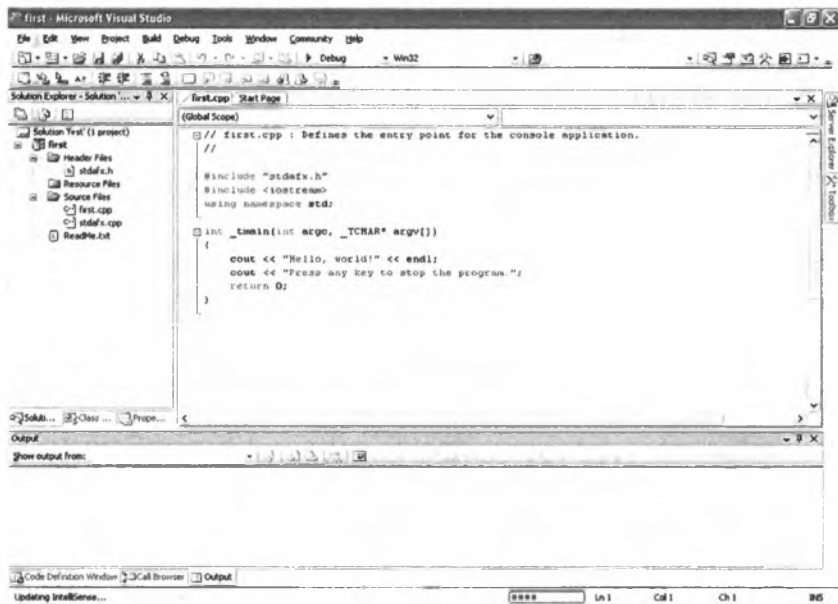 first - Microsoft Visual Studio
File Edit View Project Build Debug Tools Window Community Help
Debug Win32
Solution Explorer - Solution '...
first.cpp Start Page
(Global Scope)
Solution 'first' (1 project)
first
Header Files
stdafx.h
Resource Files
Source Files
first.cpp
stdafx.cpp
ReadMe.txt
// first.cpp : Defines the entry point for the console application.
//
#include "stdafx.h"
#include <iostream>
using namespace std;
int _tmain(int argc, _TCHAR* argv[])
{
cout << "Hello, world!" << endl;
cout << "Press any key to stop the program.";
return 0;
}
Server Explorer
Toolbox
Soluti... Class ... Prope...
Output
Show output from:
Code Definition Window Call Browser Output
Updating IntelliSense...
Ln 1 Col 1 Ch 1 INS